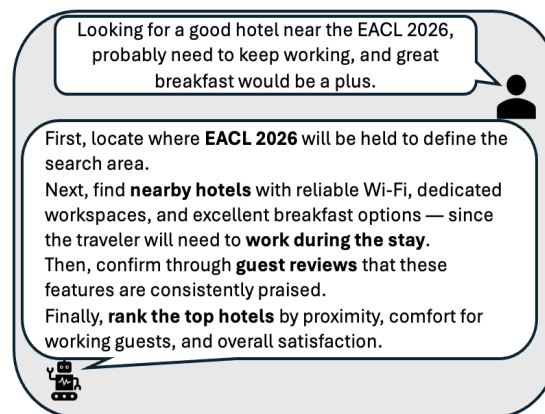 Looking for a good hotel near the EACL 2026,
probably need to keep working, and great
breakfast would be a plus.
First, locate where EACL 2026 will be held to define the
search area.
Next, find nearby hotels with reliable Wi-Fi, dedicated
workspaces, and excellent breakfast options — since
the traveler will need to work during the stay.
Then, confirm through guest reviews that these
features are consistently praised.
Finally, rank the top hotels by proximity, comfort for
working guests, and overall satisfaction.